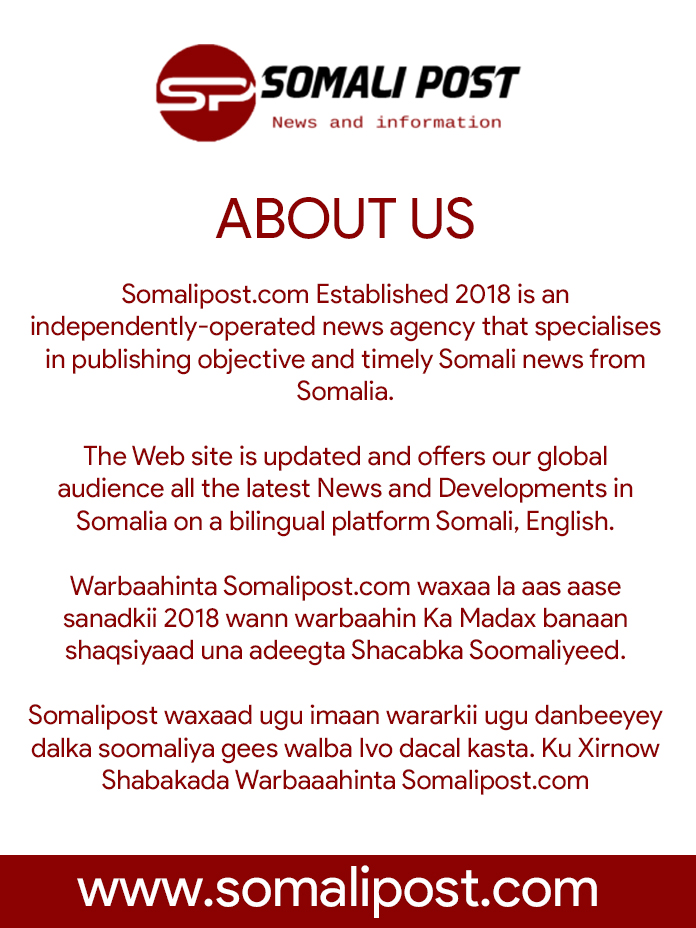 SP SOMALI POST
News and information
ABOUT US
Somalipost.com Established 2018 is an
independently-operated news agency that specialises
in publishing objective and timely Somali news from
Somalia.
The Web site is updated and offers our global
audience all the latest News and Developments in
Somalia on a bilingual platform Somali, English.
Warbaahinta Somalipost.com waxaa la aas aase
sanadkii 2018 wann warbaahin Ka Madax banaan
shaqsiyaad una adeegta Shacabka Soomaliyeed.
Somalipost waxaad ugu imaan wararkii ugu danbeeyey
dalka soomaliya gees walba Ivo dacal kasta. Ku Xirnow
Shabakada Warbaaahinta Somalipost.com
www.somalipost.com